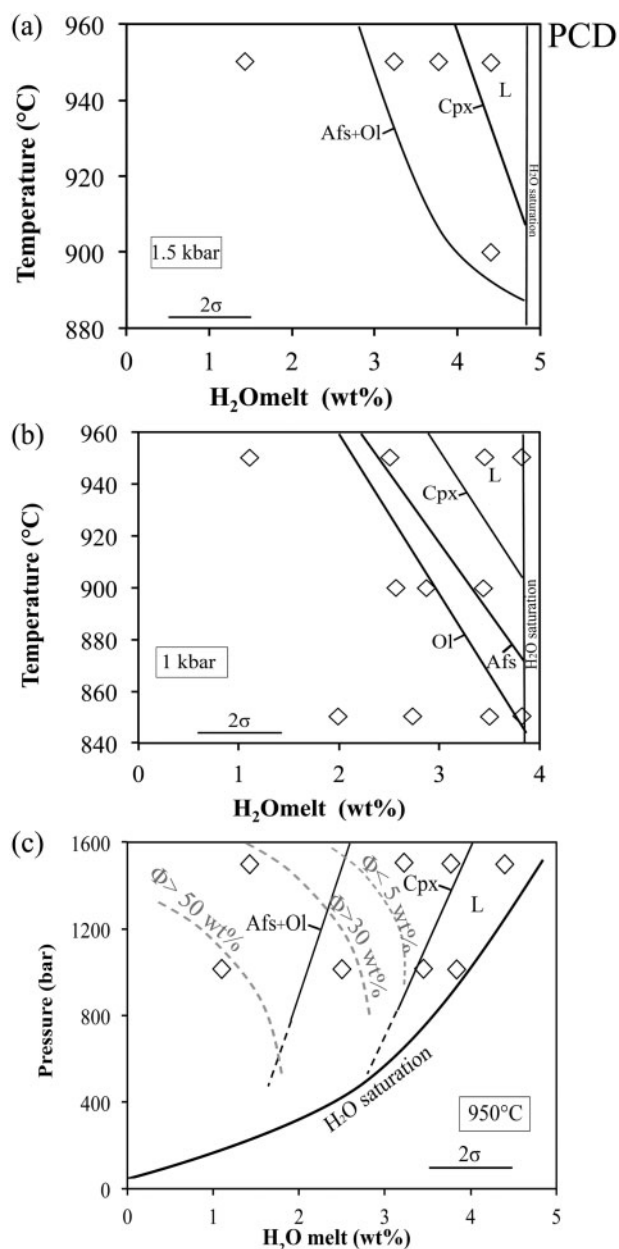 (a)
PCD
960
940
920
900
880
Temperature (°C)
Afs+Ol
Cpx
L
H₂O saturation
1.5 kbar
2σ
0 1 2 3 4 5
H₂Omelt (wt%)
(b)
960
940
920
900
880
860
840
Temperature (°C)
Cpx
L
Ol
Afs
H₂O saturation
1 kbar
2σ
0 1 2 3 4
H₂Omelt (wt%)
(c)
1600
1200
800
400
0
Pressure (bar)
Φ> 50 wt%
Afs+Ol
Φ>30 wt%
Φ< 5 wt%
Cpx
L
H₂O saturation
950°C
2σ
0 1 2 3 4 5
H₂O melt (wt%)